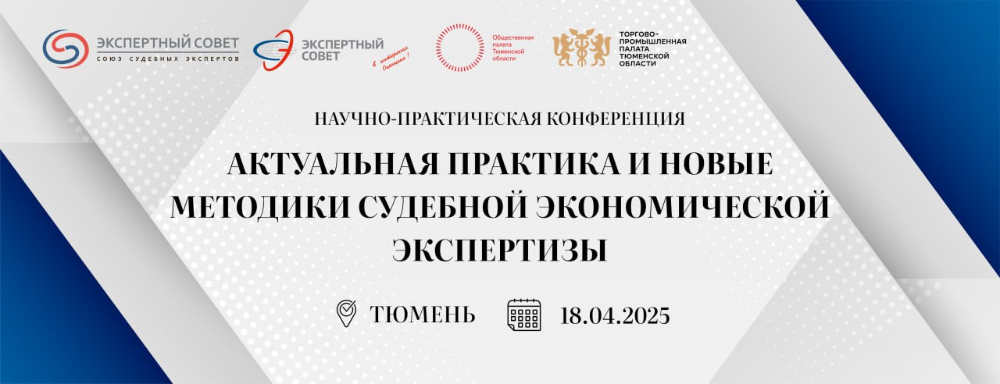 ЭКСПЕРТНЫЙ СОВЕТ
СОЮЗ СУДЕБНЫХ ЭКСПЕРТОВ
ЭКСПЕРТНЫЙ
СОВЕТ
в интересах
Оценщика!
Общественная
палата
Тюменской
области
ТОРГОВО-
ПРОМЫШЛЕННАЯ
ПАЛАТА
ТЮМЕНСКОЙ
ОБЛАСТИ
НАУЧНО-ПРАКТИЧЕСКАЯ КОНФЕРЕНЦИЯ
АКТУАЛЬНАЯ ПРАКТИКА И НОВЫЕ
МЕТОДИКИ СУДЕБНОЙ ЭКОНОМИЧЕСКОЙ
ЭКСПЕРТИЗЫ
ТЮМЕНЬ
18.04.2025